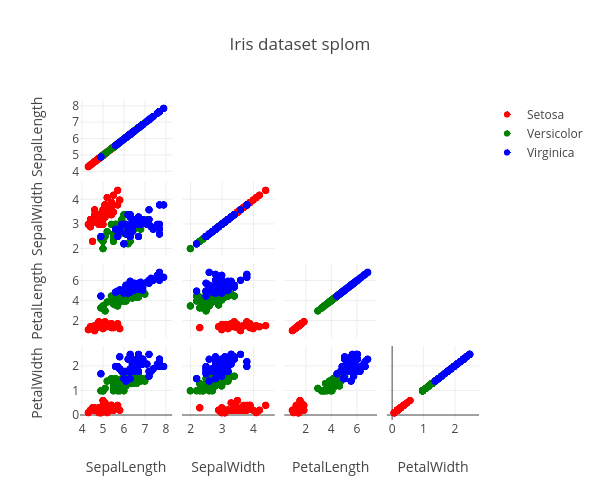 Iris dataset splom
Setosa
Versicolor
Virginica
SepalLength
8
7
6
5
4
SepalWidth
4
3
2
PetalLength
6
4
2
PetalWidth
2
1
0
4 5 6 7 8
2 3 4
2 4 6
0 1 2
SepalLength
SepalWidth
PetalLength
PetalWidth